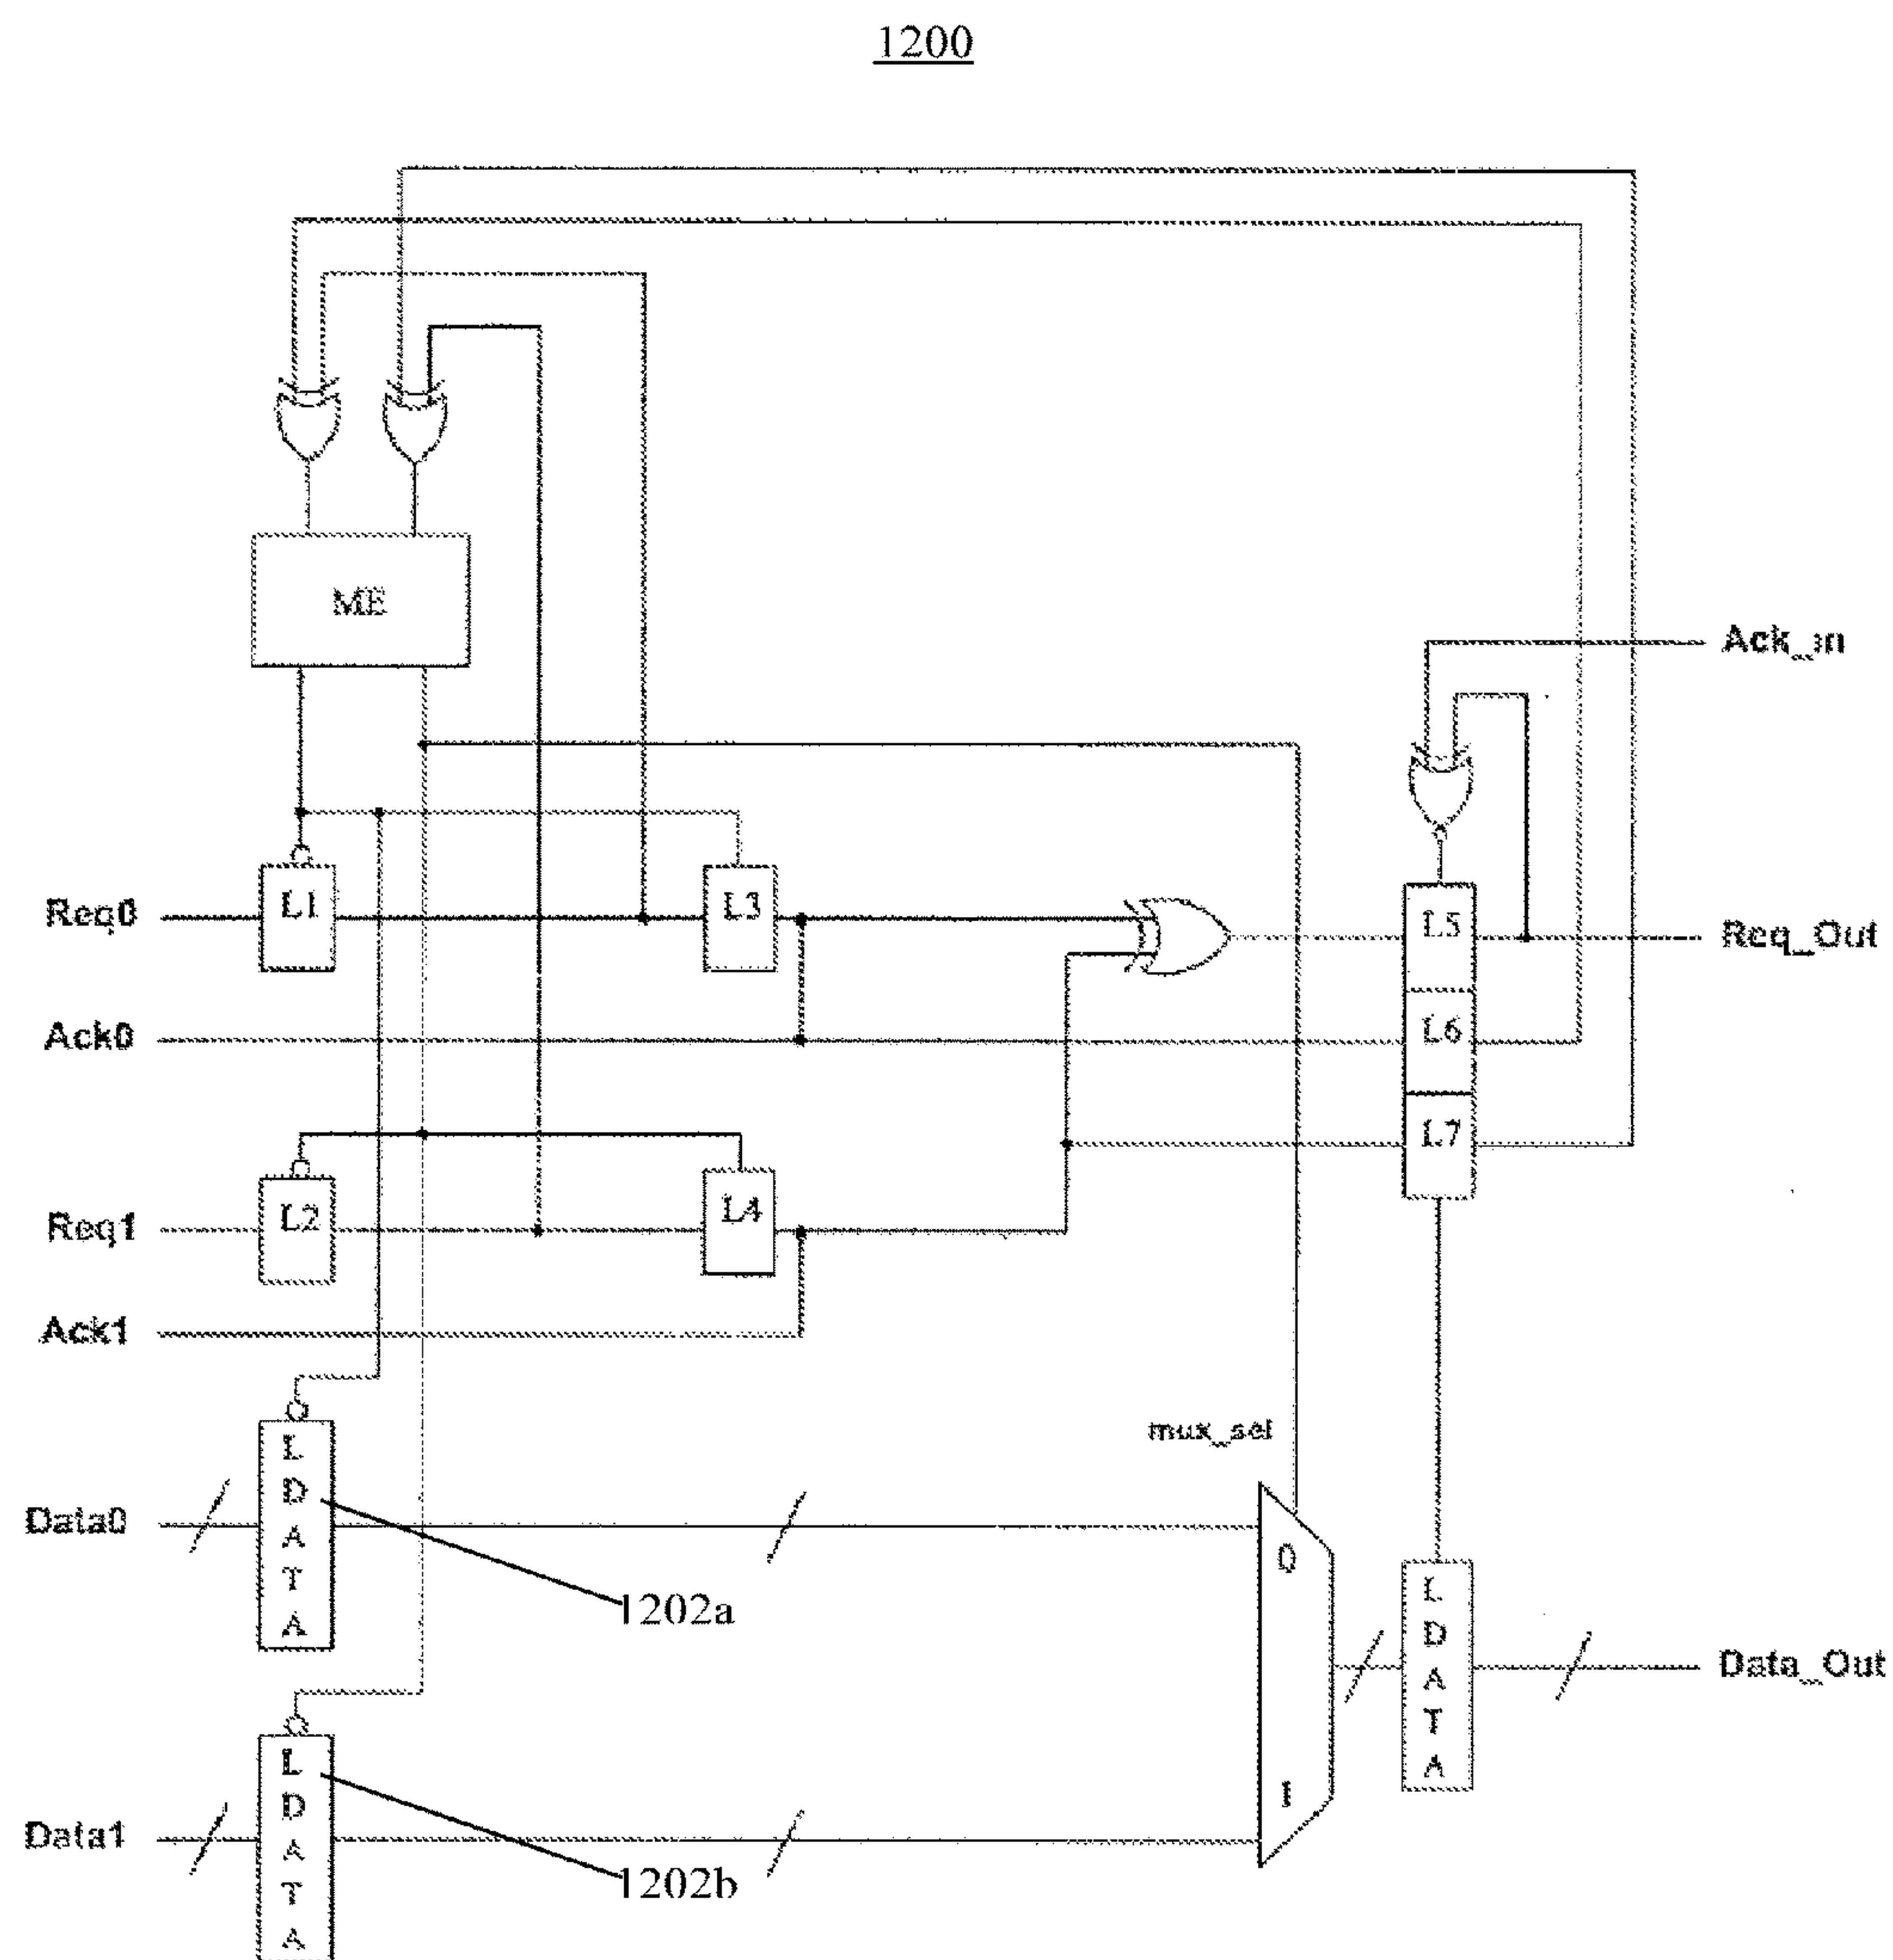 1200
ME
Ack_in
Req0
L1
L3
L5
Req_Out
Ack0
L6
Req1
L2
L4
L7
Ack1
mux_sel
Data0
L
D
A
T
A
1202a
0
1
L
D
A
T
A
Data_Out
Data1
L
D
A
T
A
1202b